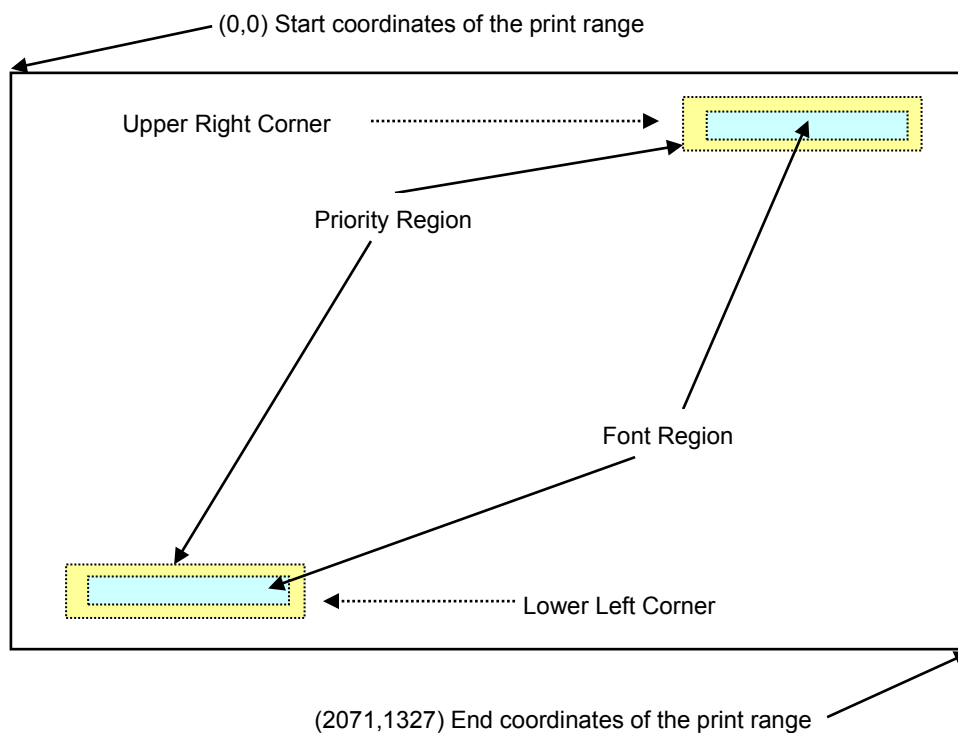 (0,0) Start coordinates of the print range
Upper Right Corner
Priority Region
Font Region
Lower Left Corner
(2071,1327) End coordinates of the print range